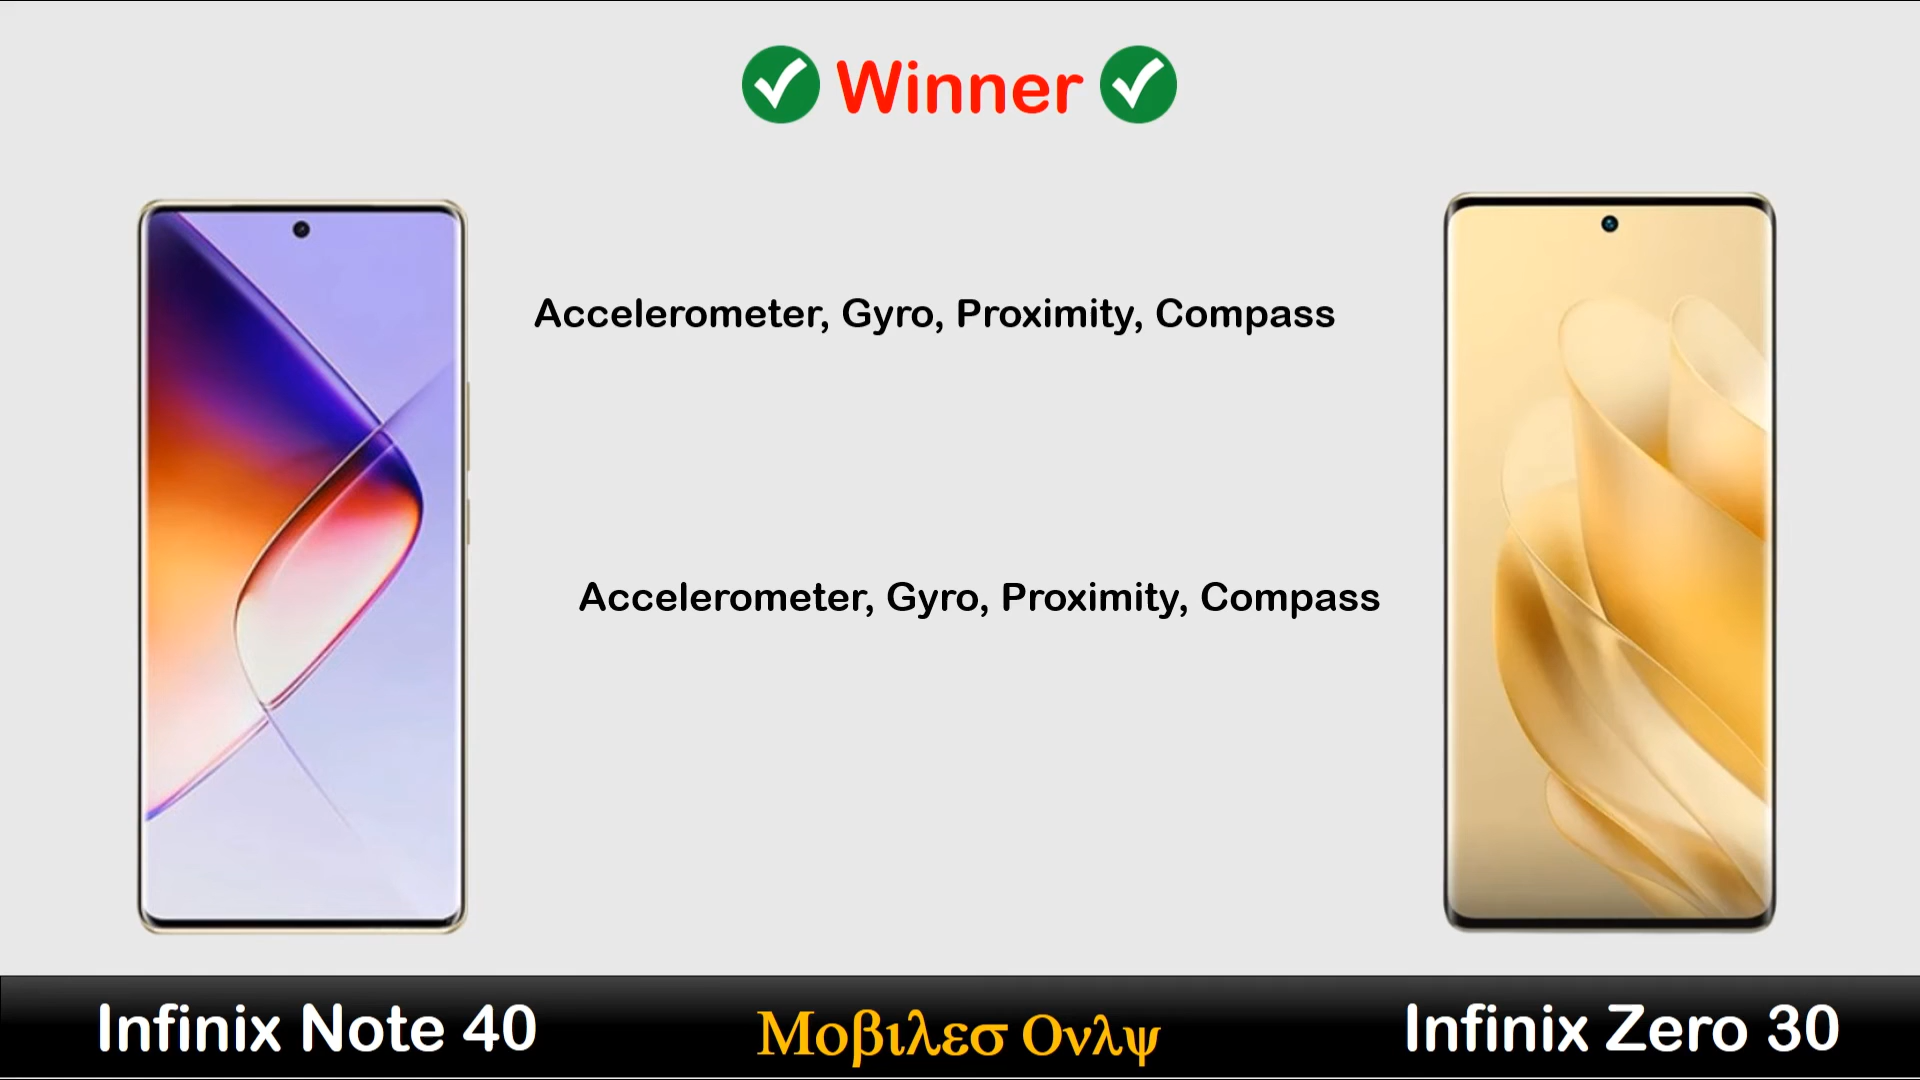 Winner
Accelerometer, Gyro, Proximity, Compass
Accelerometer, Gyro, Proximity, Compass
Infinix Note 40
Μοβιλεσ Ονλψ
Infinix Zero 30